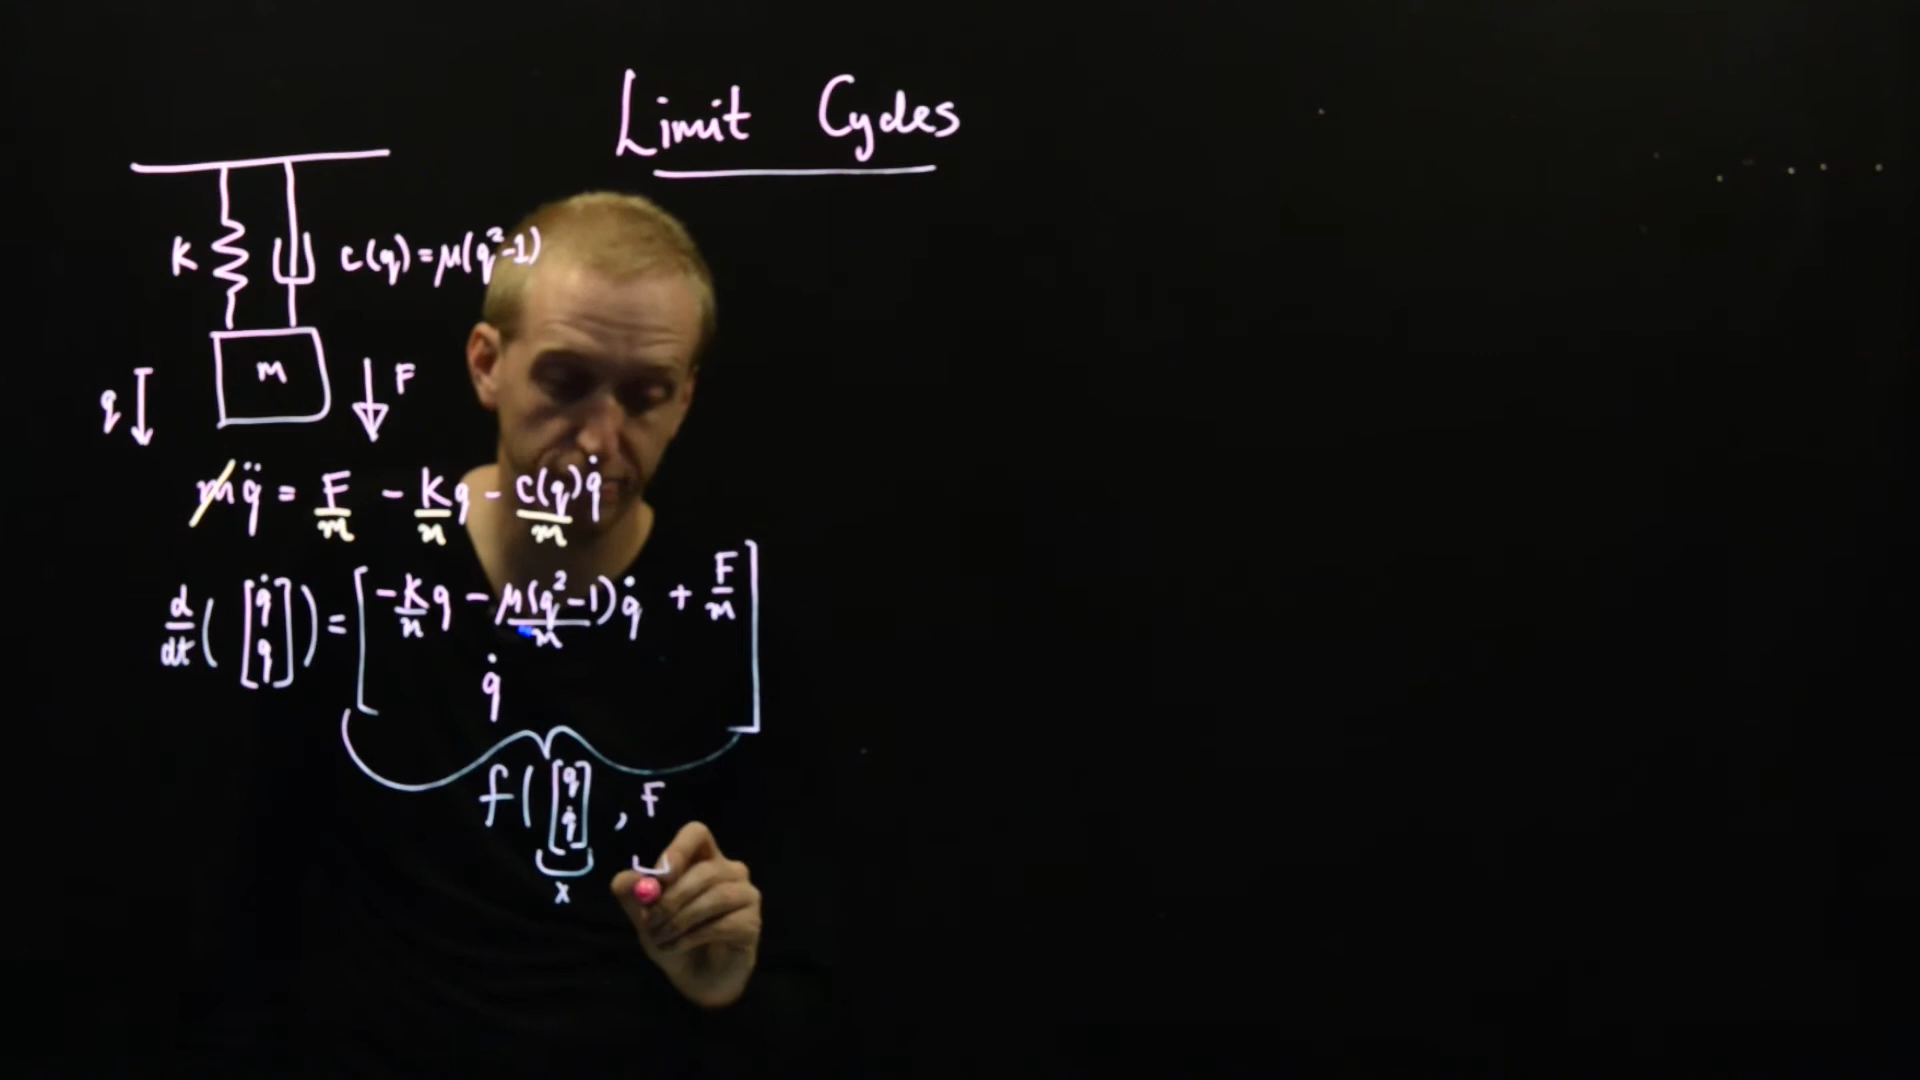 Limit Cycles
K
c(q)=μ(q²-1)
m
q
F
mq̈ = F/m - K/m q - c(q)/m q̇
d/dt([q̇ q]) = [-K/m q - μ(q²-1)/m q̇ + F/m
q̇]
f([q q̇], F
x